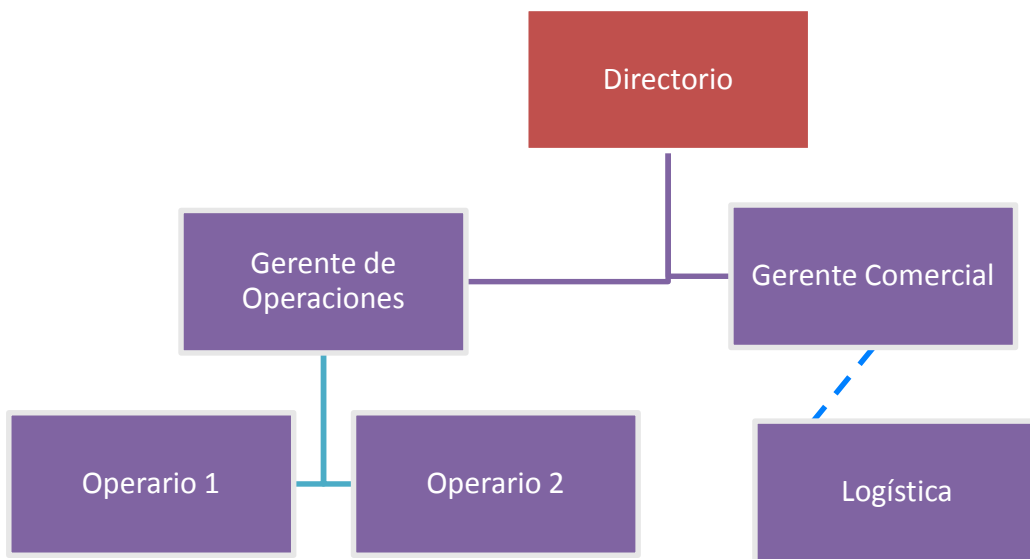 Directorio
Gerente de
Operaciones
Gerente Comercial
Operario 1
Operario 2
Logística